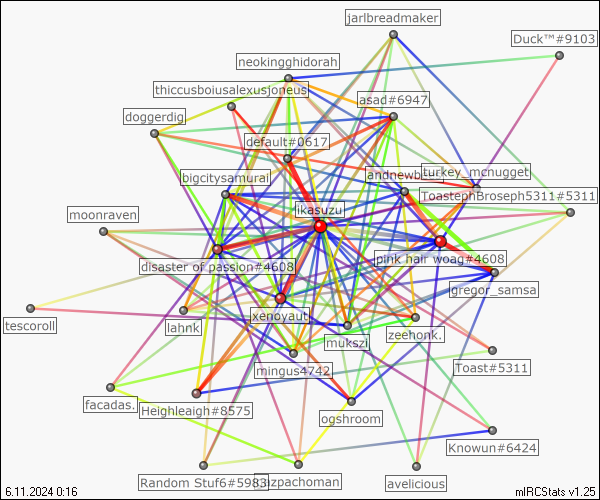 jarlbreadmaker
Duck™#9103
neokingghidorah
thiccusboiusalexusjoneus
asad#6947
doggerdig
default#0617
turkey_mcnugget
bigcitysamurai
ToastephBroseph5311#5311
ikasuzu
moonraven
pink hair woag#4608
disaster of passion#4608
gregor_samsa
xenoyaut
tescoroll
lahnk
zeehonk.
mukszi
mingus4742
Toast#5311
facadas.
Heighleaigh#8575
ogshroom
Knowun#6424
Random Stuf6#5983
avelicious
6.11.2024 0:16
mIRCStats v1.25